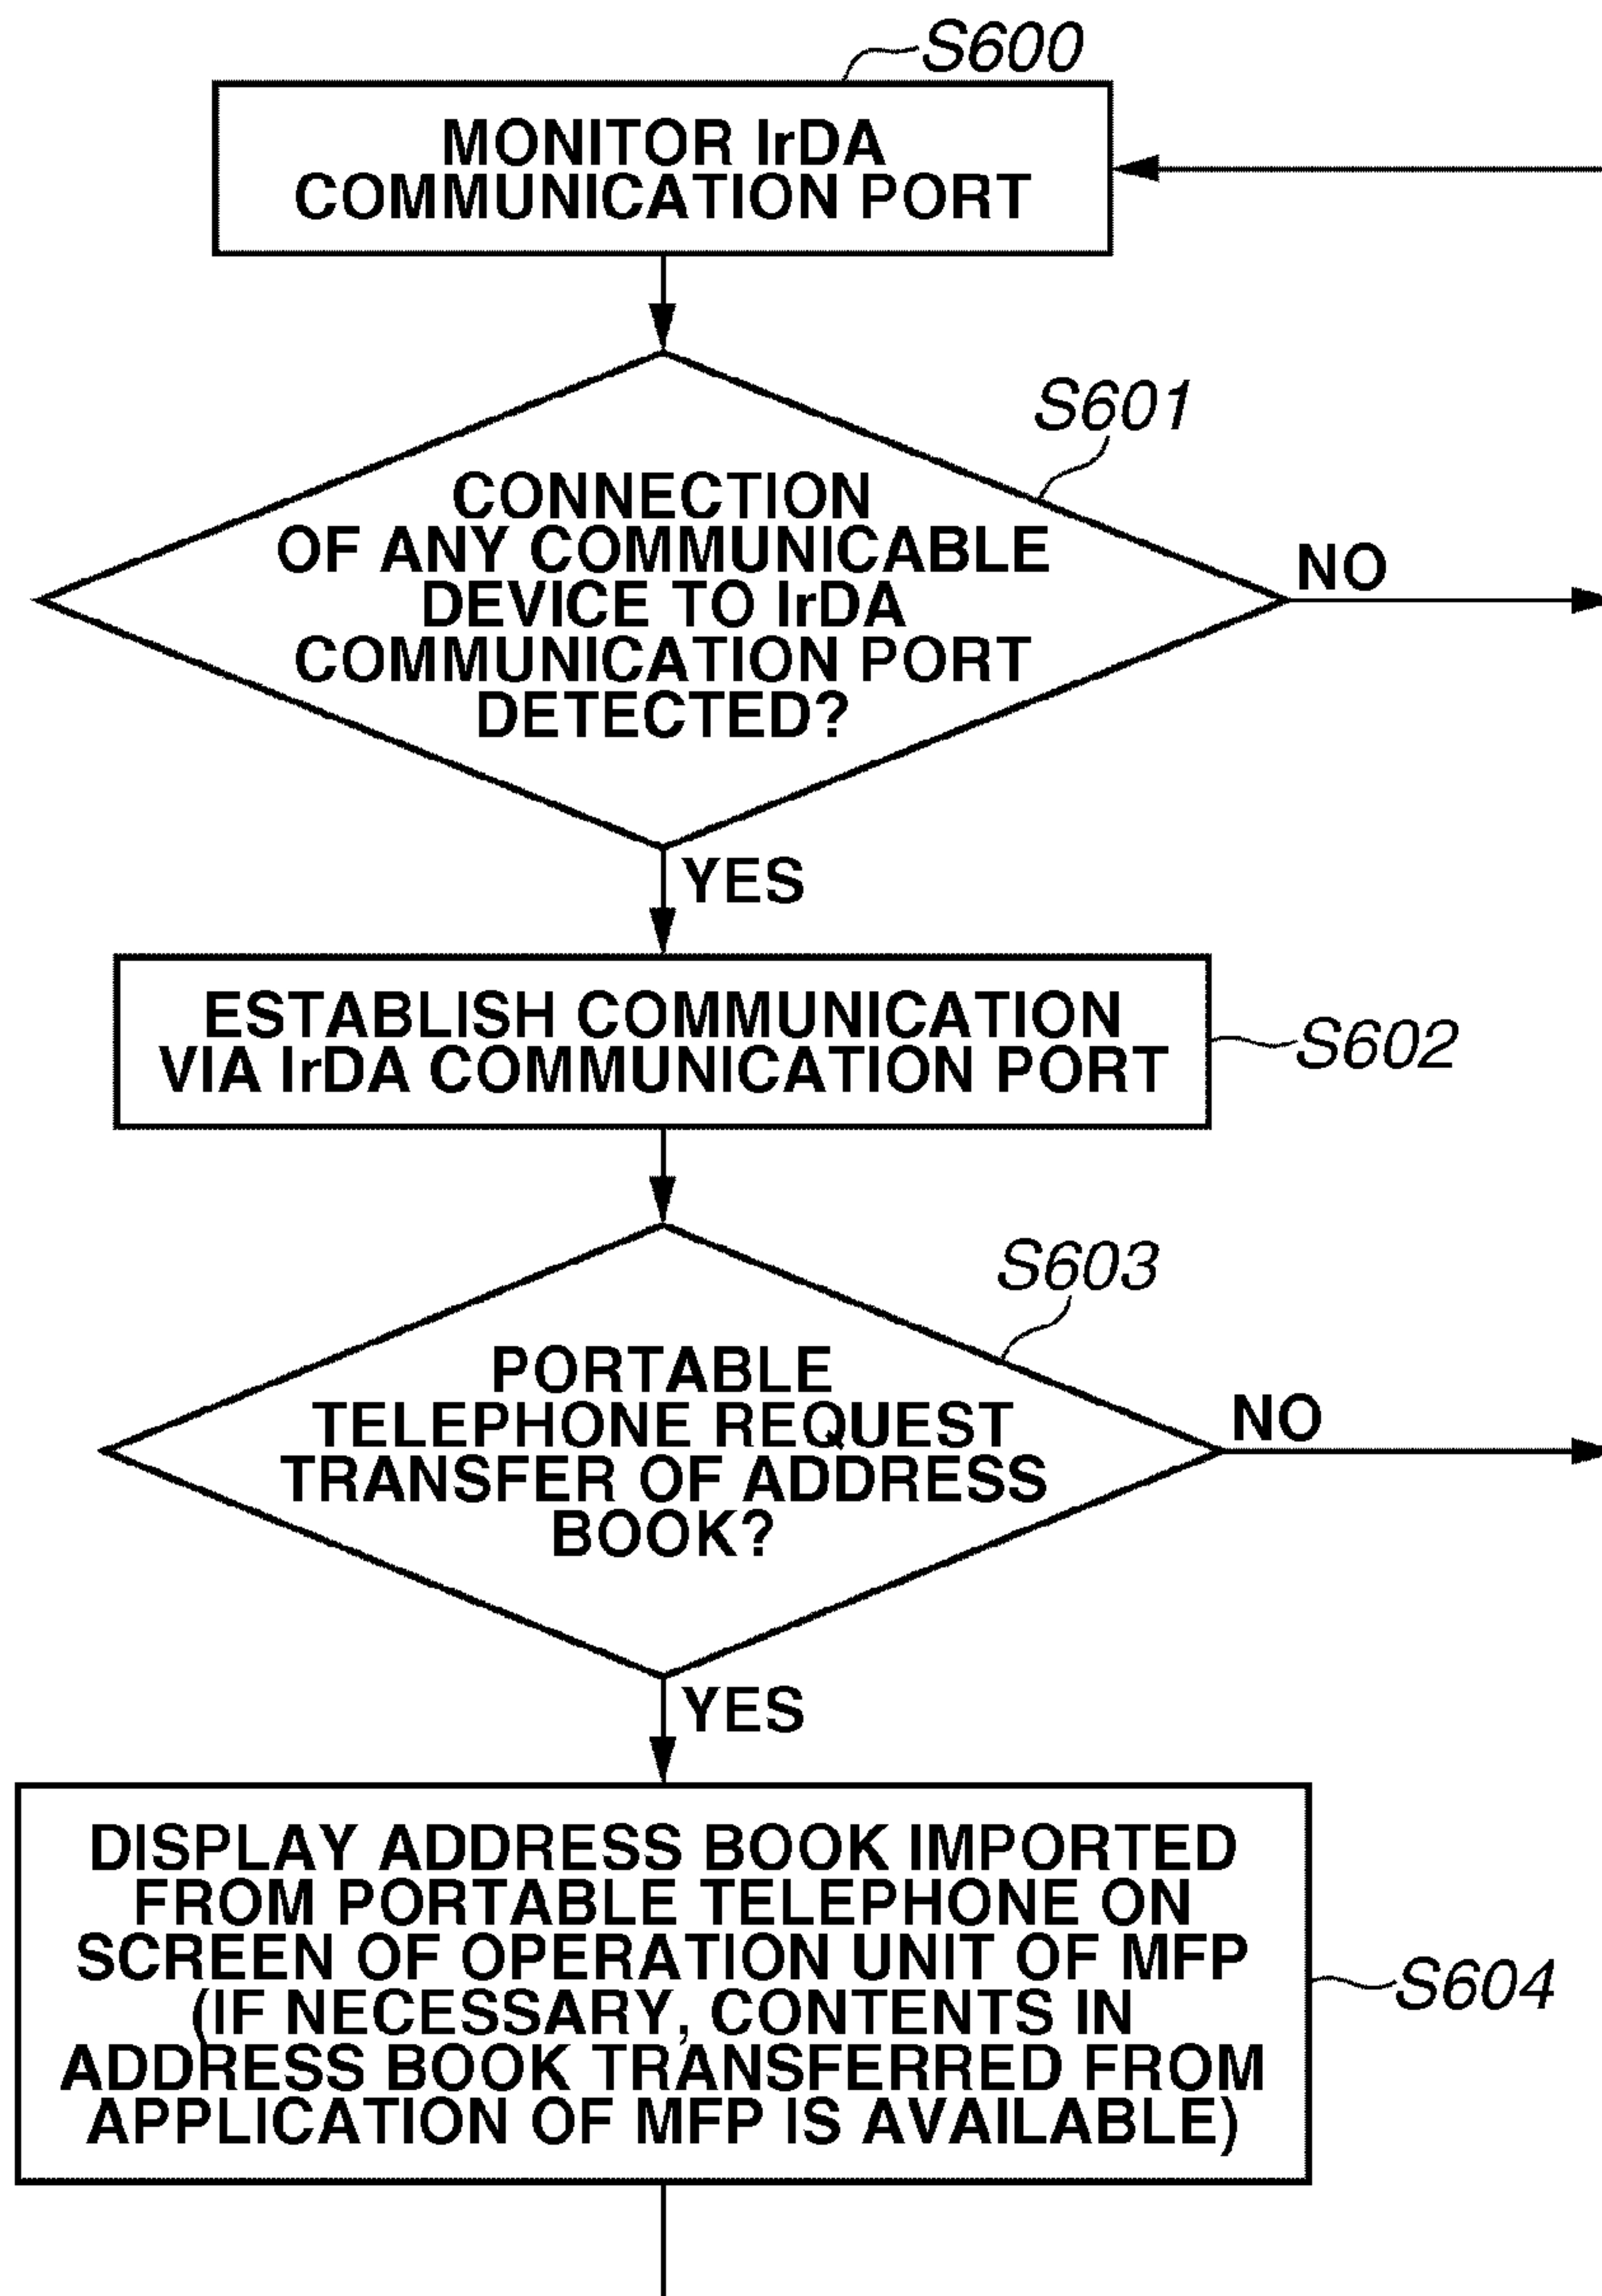 S600
MONITOR IrDA
COMMUNICATION PORT
S601
CONNECTION
OF ANY COMMUNICABLE
DEVICE TO IrDA
COMMUNICATION PORT
DETECTED?
NO
YES
ESTABLISH COMMUNICATION
VIA IrDA COMMUNICATION PORT
S602
S603
PORTABLE
TELEPHONE REQUEST
TRANSFER OF ADDRESS
BOOK?
NO
YES
DISPLAY ADDRESS BOOK IMPORTED
FROM PORTABLE TELEPHONE ON
SCREEN OF OPERATION UNIT OF MFP
(IF NECESSARY, CONTENTS IN
ADDRESS BOOK TRANSFERRED FROM
APPLICATION OF MFP IS AVAILABLE)
S604